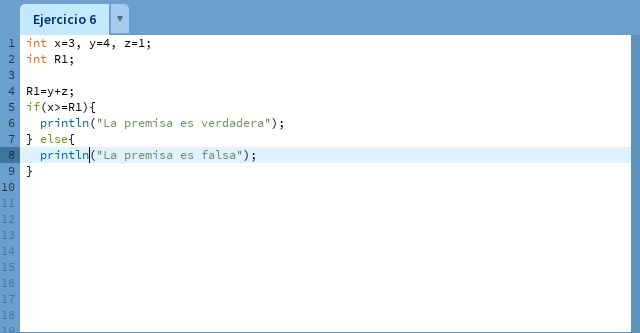 Ejercicio 6 ▼
1 int x=3, y=4, z=1;
2 int R1;
3
4 R1=y+z;
5 if(x>=R1){
6   println("La premisa es verdadera");
7 } else{
8   println("La premisa es falsa");
9 }
10
11
12
13
14
15
16
17
18
19